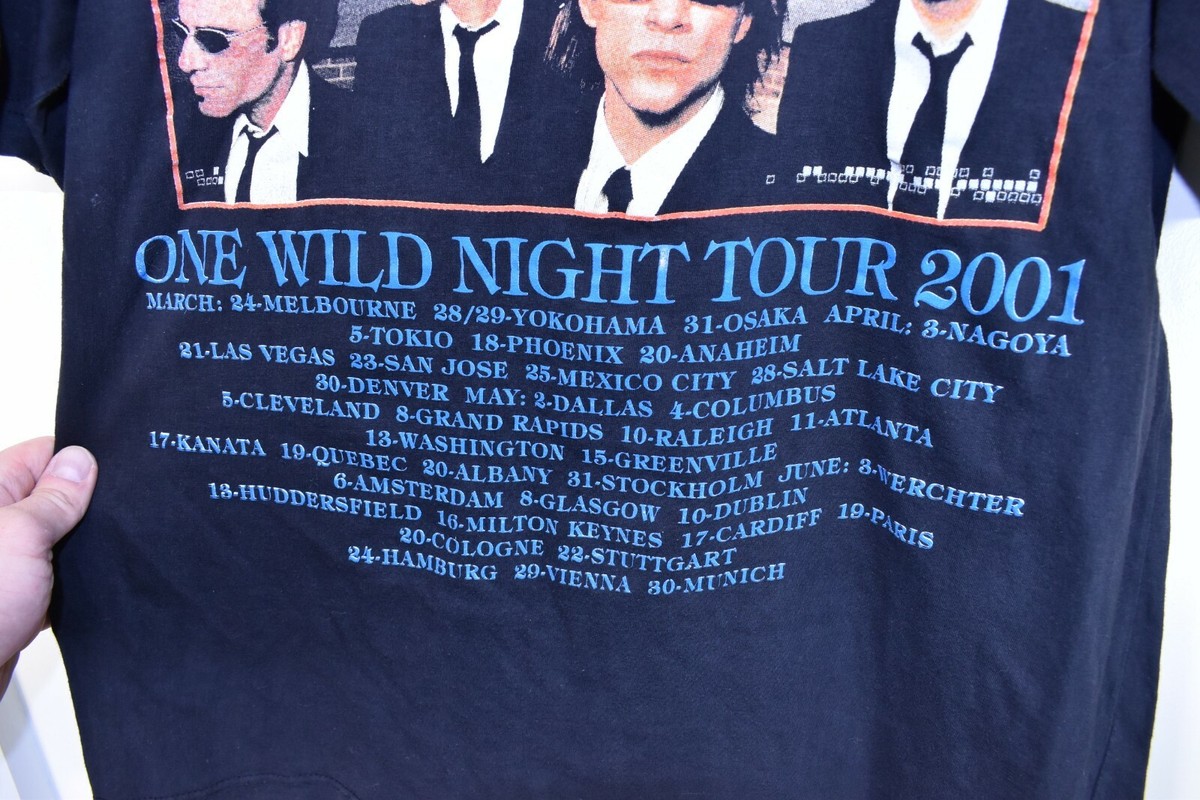 ONE WILD NIGHT TOUR 2001
MARCH: 24-MELBOURNE 28/29-YOKOHAMA 31-OSAKA APRIL: 3-NAGOYA
5-TOKIO 18-PHOENIX 20-ANAHEIM
21-LAS VEGAS 23-SAN JOSE 25-MEXICO CITY 28-SALT LAKE CITY
30-DENVER MAY: 2-DALLAS 4-COLUMBUS
5-CLEVELAND 8-GRAND RAPIDS 10-RALEIGH 11-ATLANTA
13-WASHINGTON 15-GREENVILLE
17-KANATA 19-QUEBEC 20-ALBANY 31-STOCKHOLM JUNE: 3-WERCHTER
6-AMSTERDAM 8-GLASGOW 10-DUBLIN
13-HUDDERSFIELD 16-MILTON KEYNES 17-CARDIFF 19-PARIS
20-COLOGNE 22-STUTTGART
24-HAMBURG 29-VIENNA 30-MUNICH